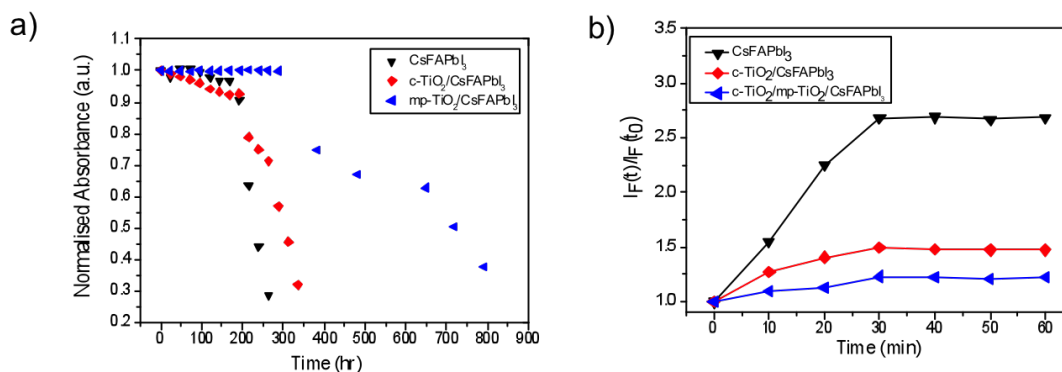 a)
Normalised Absorbance (a.u.)
1.1
1.0
0.9
0.8
0.7
0.6
0.5
0.4
0.3
0.2
CsFAPbI₃
c-TiO₂/CsFAPbI₃
mp-TiO₂/CsFAPbI₃
0 100 200 300 400 500 600 700 800 900
Time (hr)
b)
I_F(t)/I_F(t₀)
3.5
3.0
2.5
2.0
1.5
1.0
CsFAPbI₃
c-TiO₂/CsFAPbI₃
c-TiO₂/mp-TiO₂/CsFAPbI₃
0 10 20 30 40 50 60
Time (min)